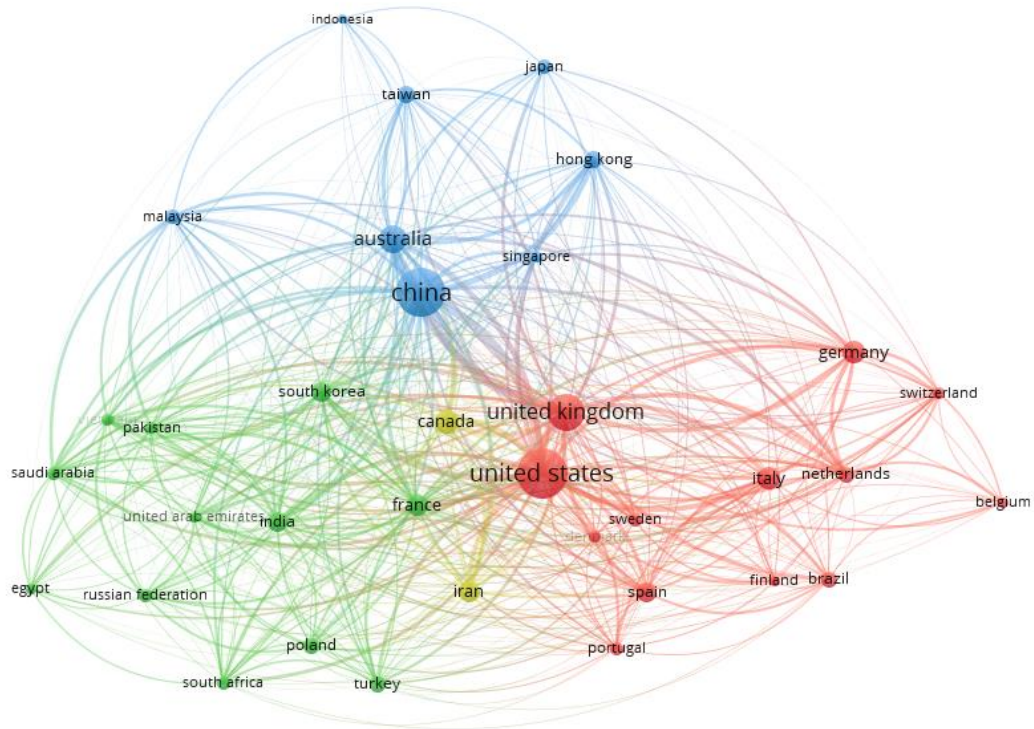 indonesia
japan
taiwan
hong kong
malaysia
australia
singapore
china
germany
south korea
switzerland
united kingdom
canada
pakistan
saudi arabia
united states
italy
netherlands
belgium
france
united arab emirates
india
sweden
denmark
egypt
russian federation
iran
spain
finland
brazil
poland
portugal
south africa
turkey